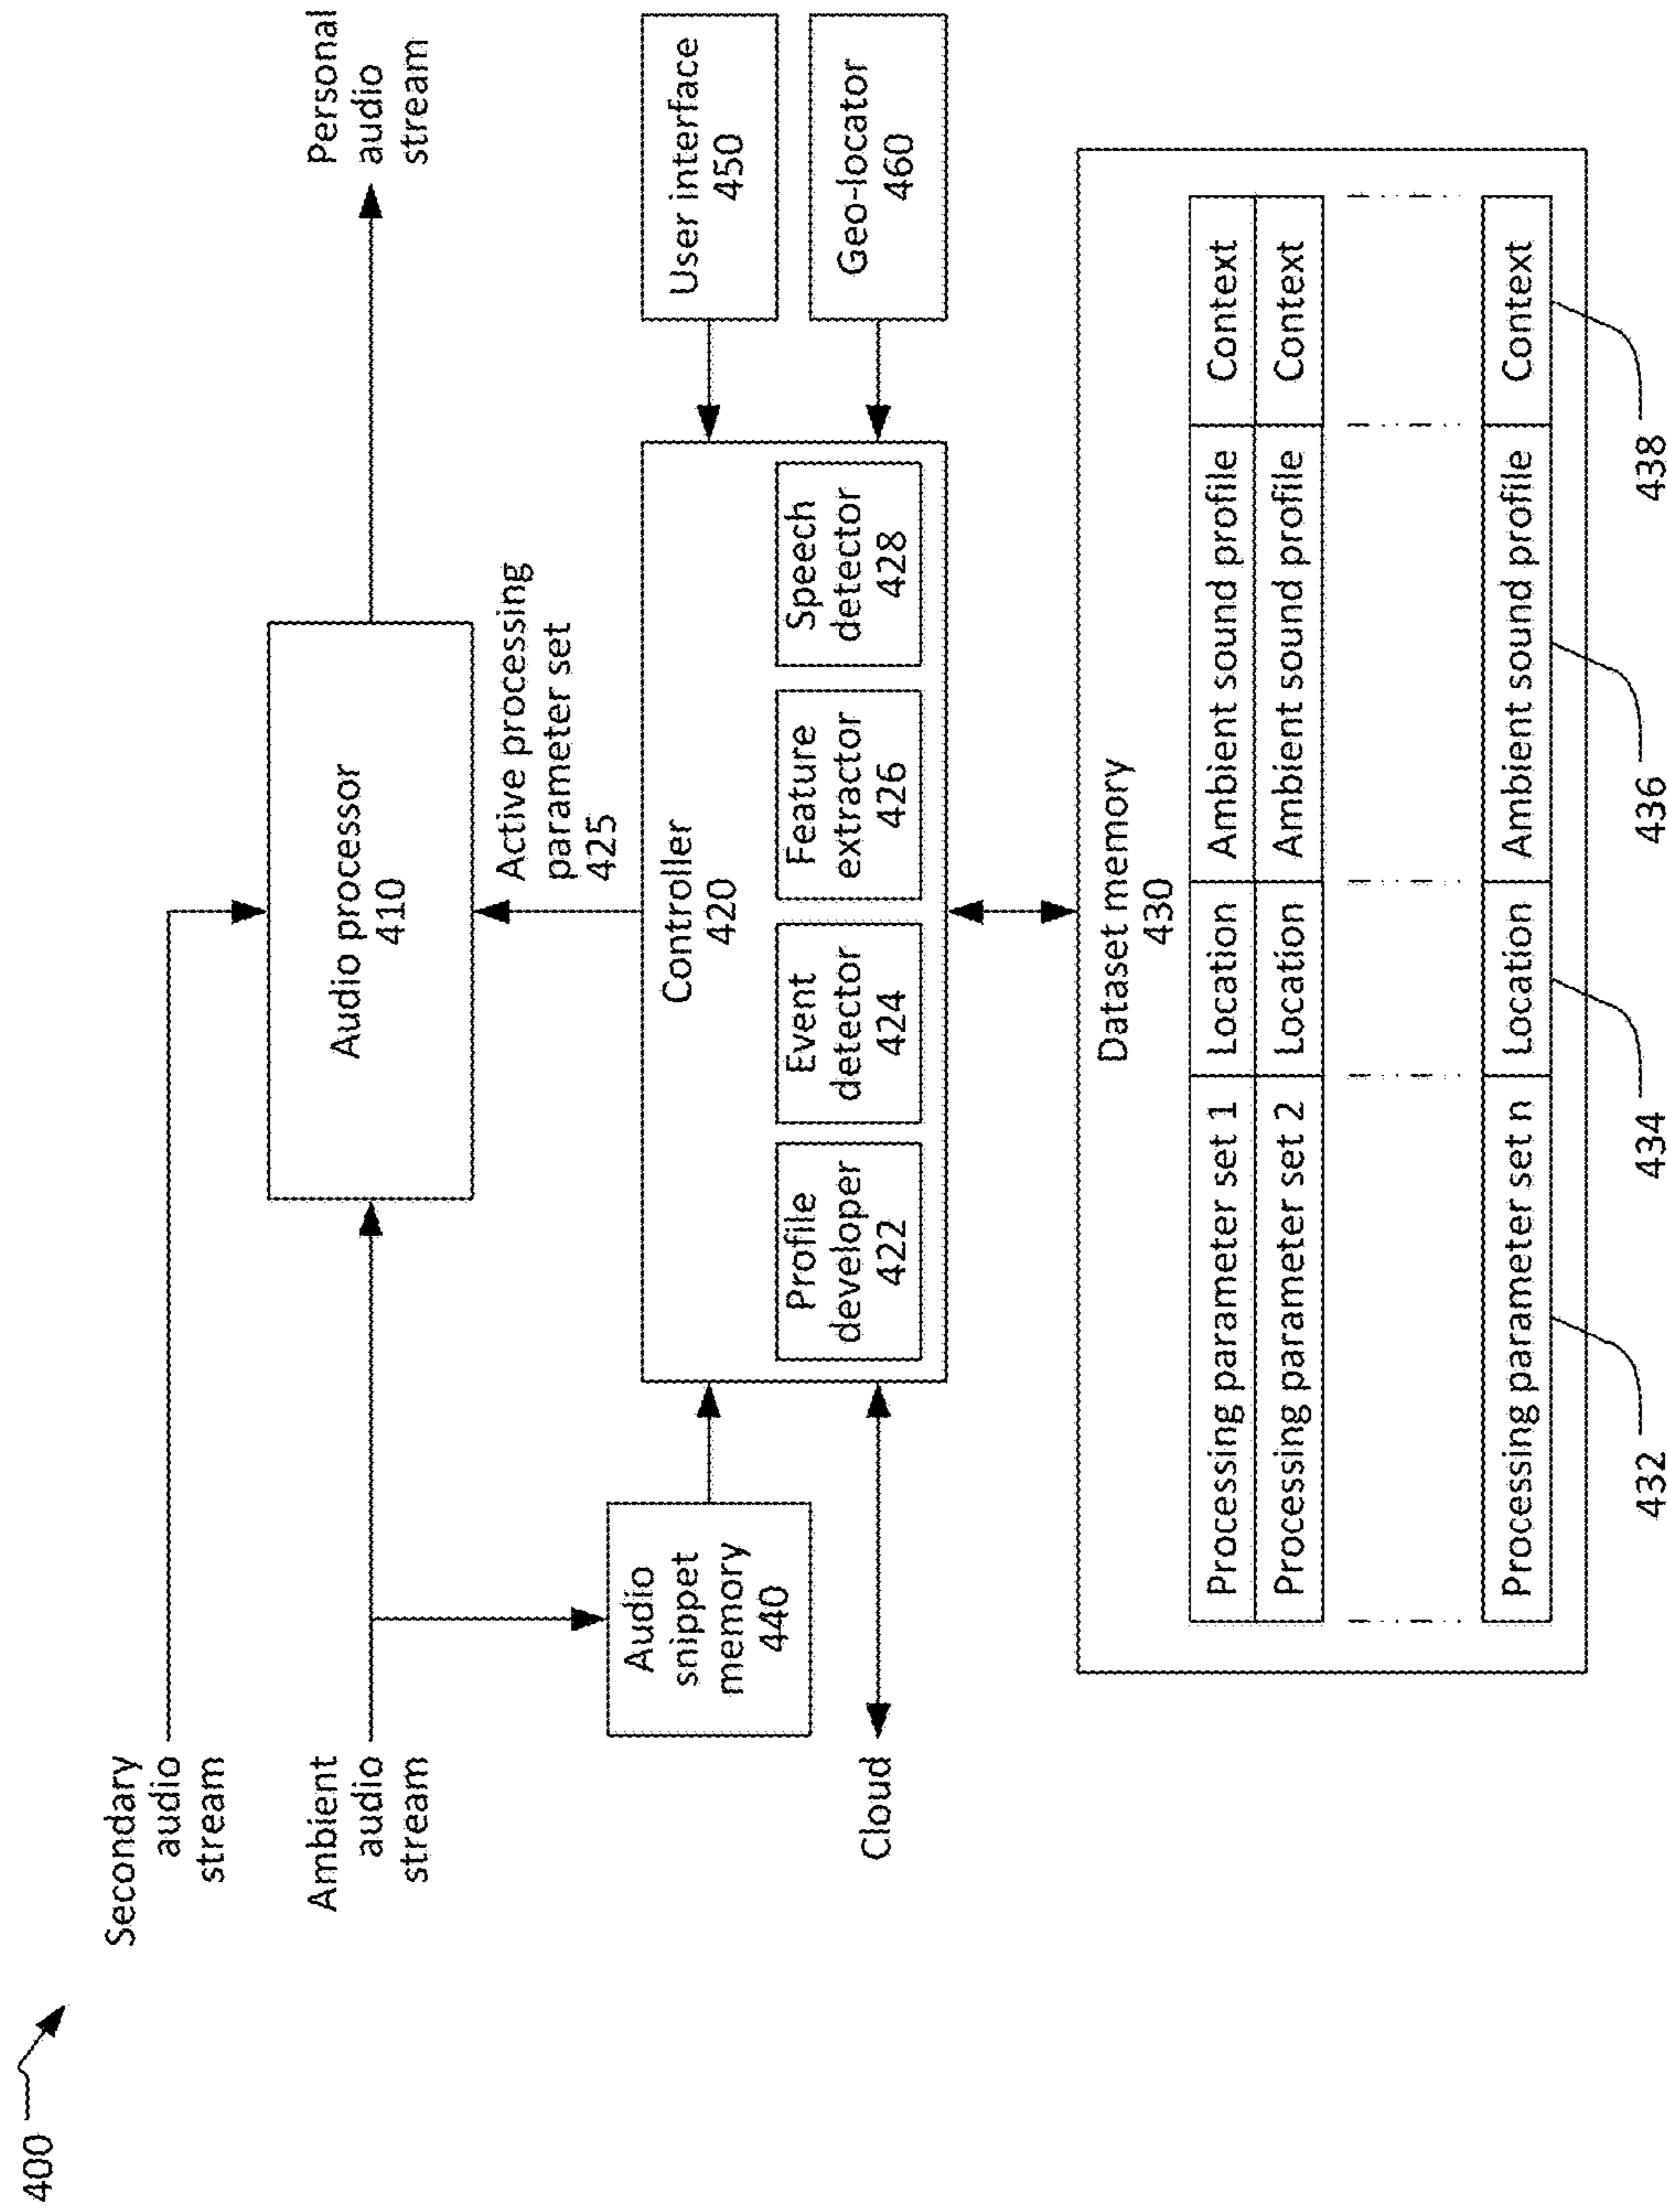 400
Secondary
audio
stream
Ambient
audio
stream
Personal
audio
stream
Audio processor
410
Active processing
parameter set
425
Audio
snippet
memory
440
Cloud
Controller
420
Profile
developer
422
Event
detector
424
Feature
extractor
426
Speech
detector
428
User interface
450
Geo-locator
460
Dataset memory
430
Processing parameter set 1 Location Ambient sound profile Context
Processing parameter set 2 Location Ambient sound profile Context
Processing parameter set n Location Ambient sound profile Context
432 434 436 438